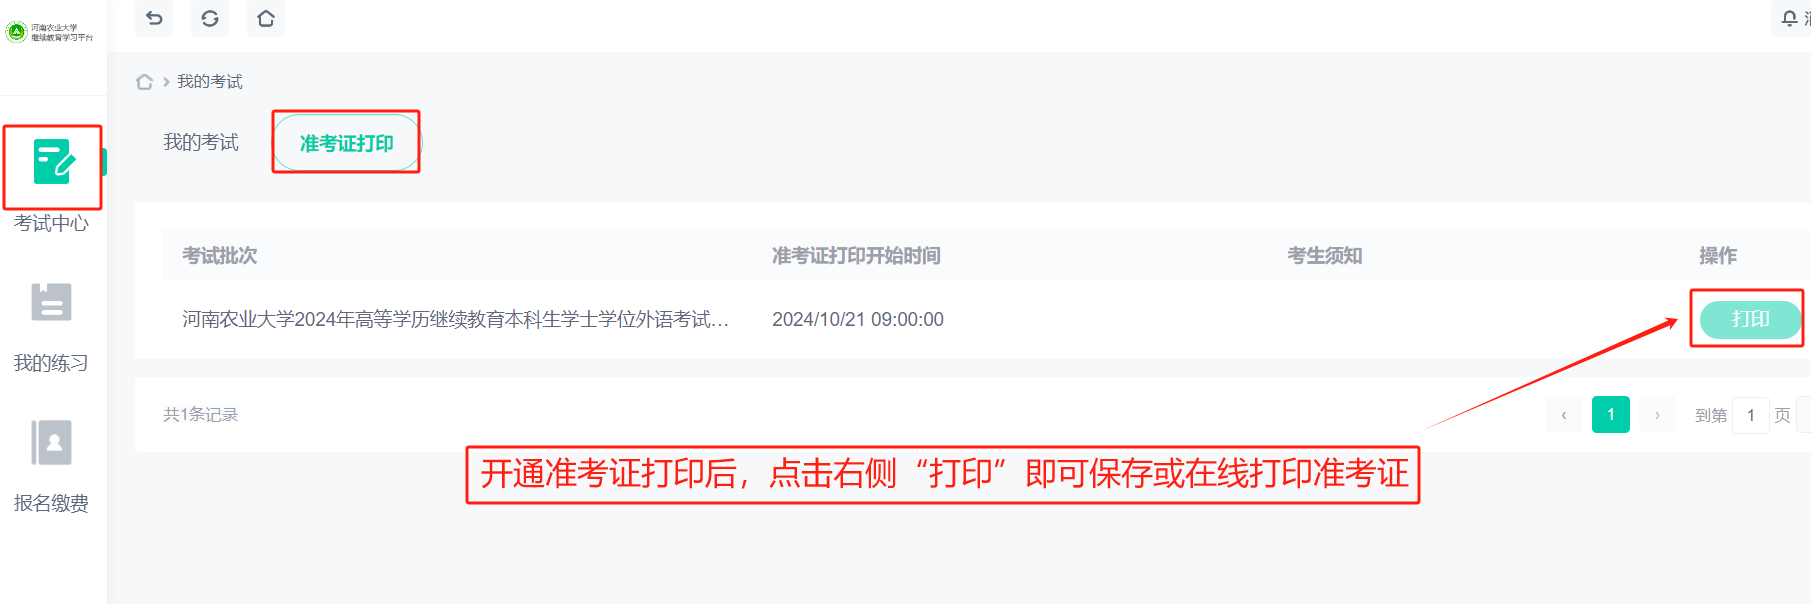 河南农业大学
继续教育学习平台
我的考试
我的考试
准考证打印
考试中心
我的练习
报名缴费
考试批次
准考证打印开始时间
考生须知
操作
河南农业大学2024年高等学历继续教育本科生学士学位外语考试…
2024/10/21 09:00:00
打印
共1条记录
1
到第
1
页
开通准考证打印后，点击右侧“打印”即可保存或在线打印准考证